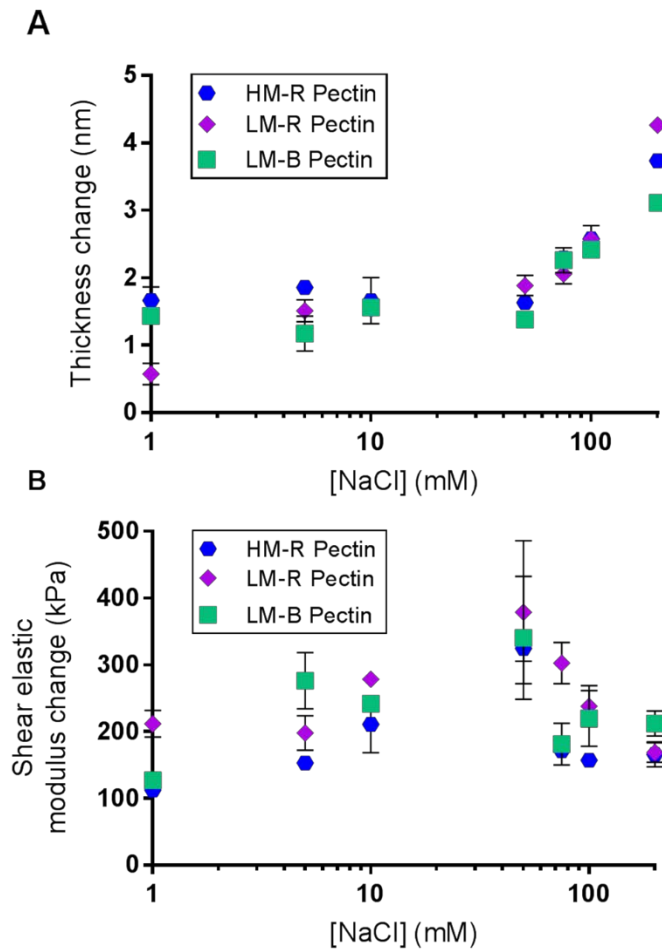 A
Thickness change (nm)
5
4
3
2
1
0
HM-R Pectin
LM-R Pectin
LM-B Pectin
1
10
100
[NaCl] (mM)
B
Shear elastic
modulus change (kPa)
500
400
300
200
100
0
HM-R Pectin
LM-R Pectin
LM-B Pectin
1
10
100
[NaCl] (mM)